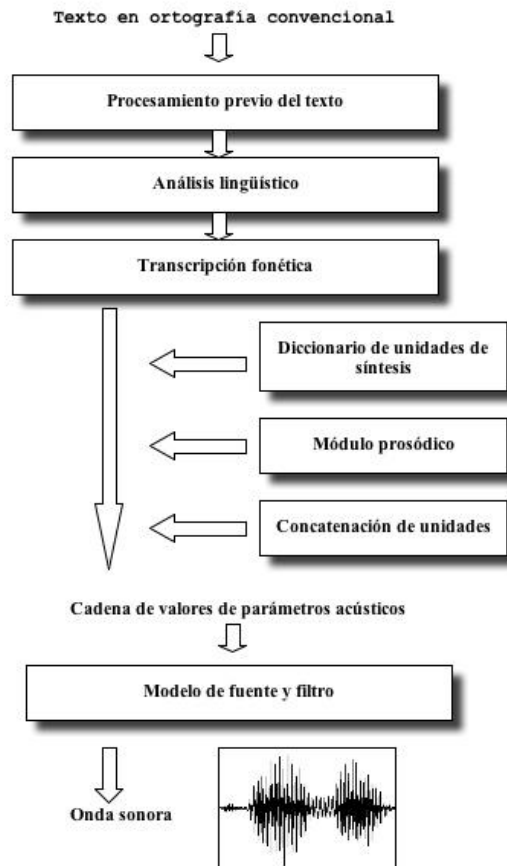 Texto en ortografía convencional
Procesamiento previo del texto
Análisis lingüístico
Transcripción fonética
Diccionario de unidades de
síntesis
Módulo prosódico
Concatenación de unidades
Cadena de valores de parámetros acústicos
Modelo de fuente y filtro
Onda sonora